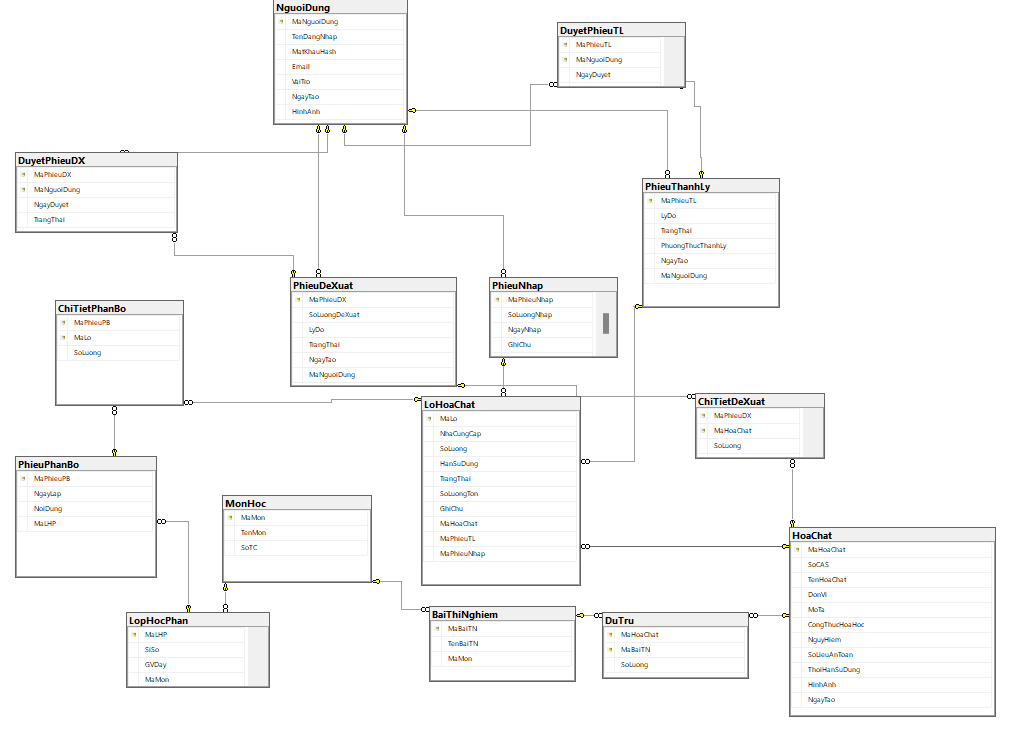 NguoiDung
MaNguoiDung
TenDangNhap
MatKhauHash
Email
VaiTro
NgayTao
HinhAnh
DuyetPhieuTL
MaPhieuTL
MaNguoiDung
NgayDuyet
DuyetPhieuDX
MaPhieuDX
MaNguoiDung
NgayDuyet
TrangThai
PhieuThanhLy
MaPhieuTL
LyDo
TrangThai
PhuongThucThanhLy
NgayTao
MaNguoiDung
PhieuDeXuat
MaPhieuDX
SoLuongDeXuat
LyDo
TrangThai
NgayTao
MaNguoiDung
PhieuNhap
MaPhieuNhap
SoLuongNhap
NgayNhap
GhiChu
ChiTietPhanBo
MaPhieuPB
MaLo
SoLuong
LoHoaChat
MaLo
NhaCungCap
SoLuong
HanSuDung
TrangThai
SoLuongTon
GhiChu
MaHoaChat
MaPhieuTL
MaPhieuNhap
ChiTietDeXuat
MaPhieuDX
MaHoaChat
SoLuong
PhieuPhanBo
MaPhieuPB
NgayLap
NoiDung
MaLHP
MonHoc
MaMon
TenMon
SoTC
HoaChat
MaHoaChat
SoCAS
TenHoaChat
DonVi
MoTa
CongThucHoaHoc
NguyHiem
SoLieuAnToan
ThoiHanSuDung
HinhAnh
NgayTao
LopHocPhan
MaLHP
SiSo
GVDay
MaMon
BaiThiNghiem
MaBaiTN
TenBaiTN
MaMon
DuTru
MaHoaChat
MaBaiTN
SoLuong